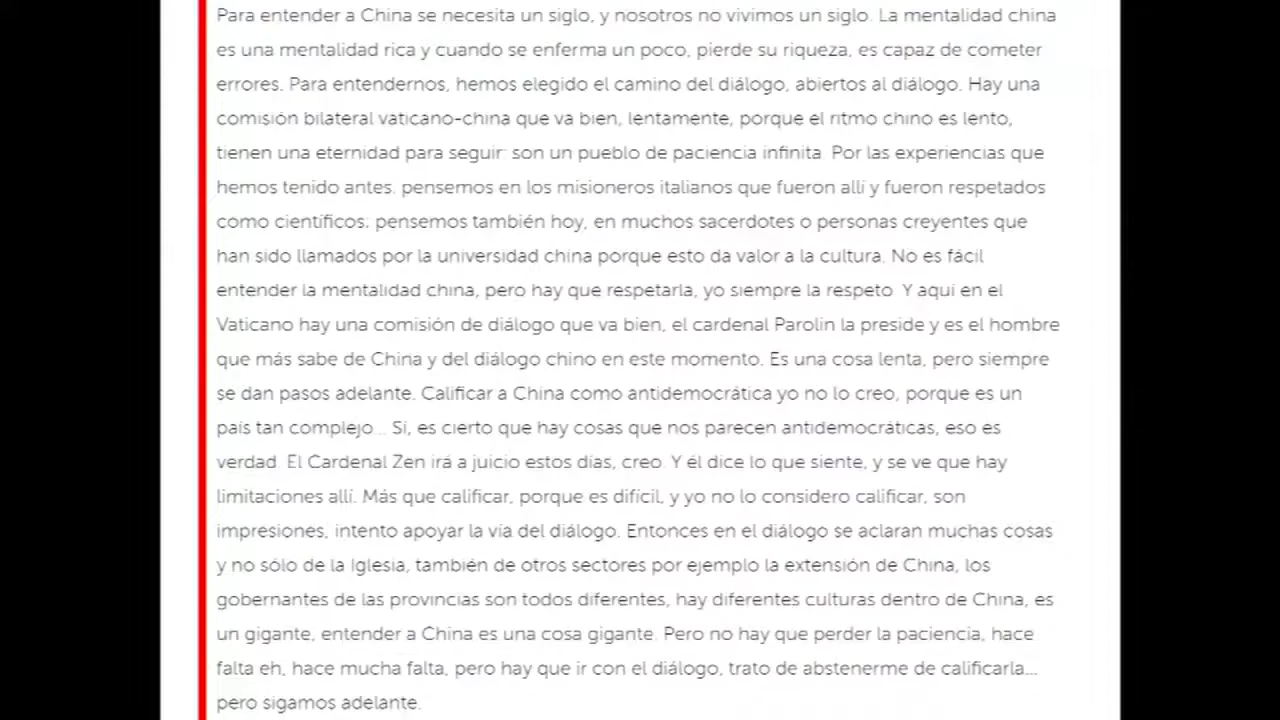 Para entender a China se necesita un siglo, y nosotros no vivimos un siglo. La mentalidad china
es una mentalidad rica y cuando se enferma un poco, pierde su riqueza, es capaz de cometer
errores. Para entendernos, hemos elegido el camino del diálogo, abiertos al diálogo. Hay una
comisión bilateral vaticano-china que va bien, lentamente, porque el ritmo chino es lento,
tienen una eternidad para seguir: son un pueblo de paciencia infinita. Por las experiencias que
hemos tenido antes: pensemos en los misioneros italianos que fueron allí y fueron respetados
como científicos; pensemos también hoy, en muchos sacerdotes o personas creyentes que
han sido llamados por la universidad china porque esto da valor a la cultura. No es fácil
entender la mentalidad china, pero hay que respetarla, yo siempre la respeto. Y aquí en el
Vaticano hay una comisión de diálogo que va bien, el cardenal Parolin la preside y es el hombre
que más sabe de China y del diálogo chino en este momento. Es una cosa lenta, pero siempre
se dan pasos adelante. Calificar a China como antidemocrática yo no lo creo, porque es un
país tan complejo... Sí, es cierto que hay cosas que nos parecen antidemocráticas, eso es
verdad. El Cardenal Zen irá a juicio estos días, creo. Y él dice lo que siente, y se ve que hay
limitaciones allí. Más que calificar, porque es difícil, y yo no lo considero calificar, son
impresiones, intento apoyar la vía del diálogo. Entonces en el diálogo se aclaran muchas cosas
y no sólo de la Iglesia, también de otros sectores por ejemplo la extensión de China, los
gobernantes de las provincias son todos diferentes, hay diferentes culturas dentro de China, es
un gigante, entender a China es una cosa gigante. Pero no hay que perder la paciencia, hace
falta eh, hace mucha falta, pero hay que ir con el diálogo, trato de abstenerme de calificarla...
pero sigamos adelante.